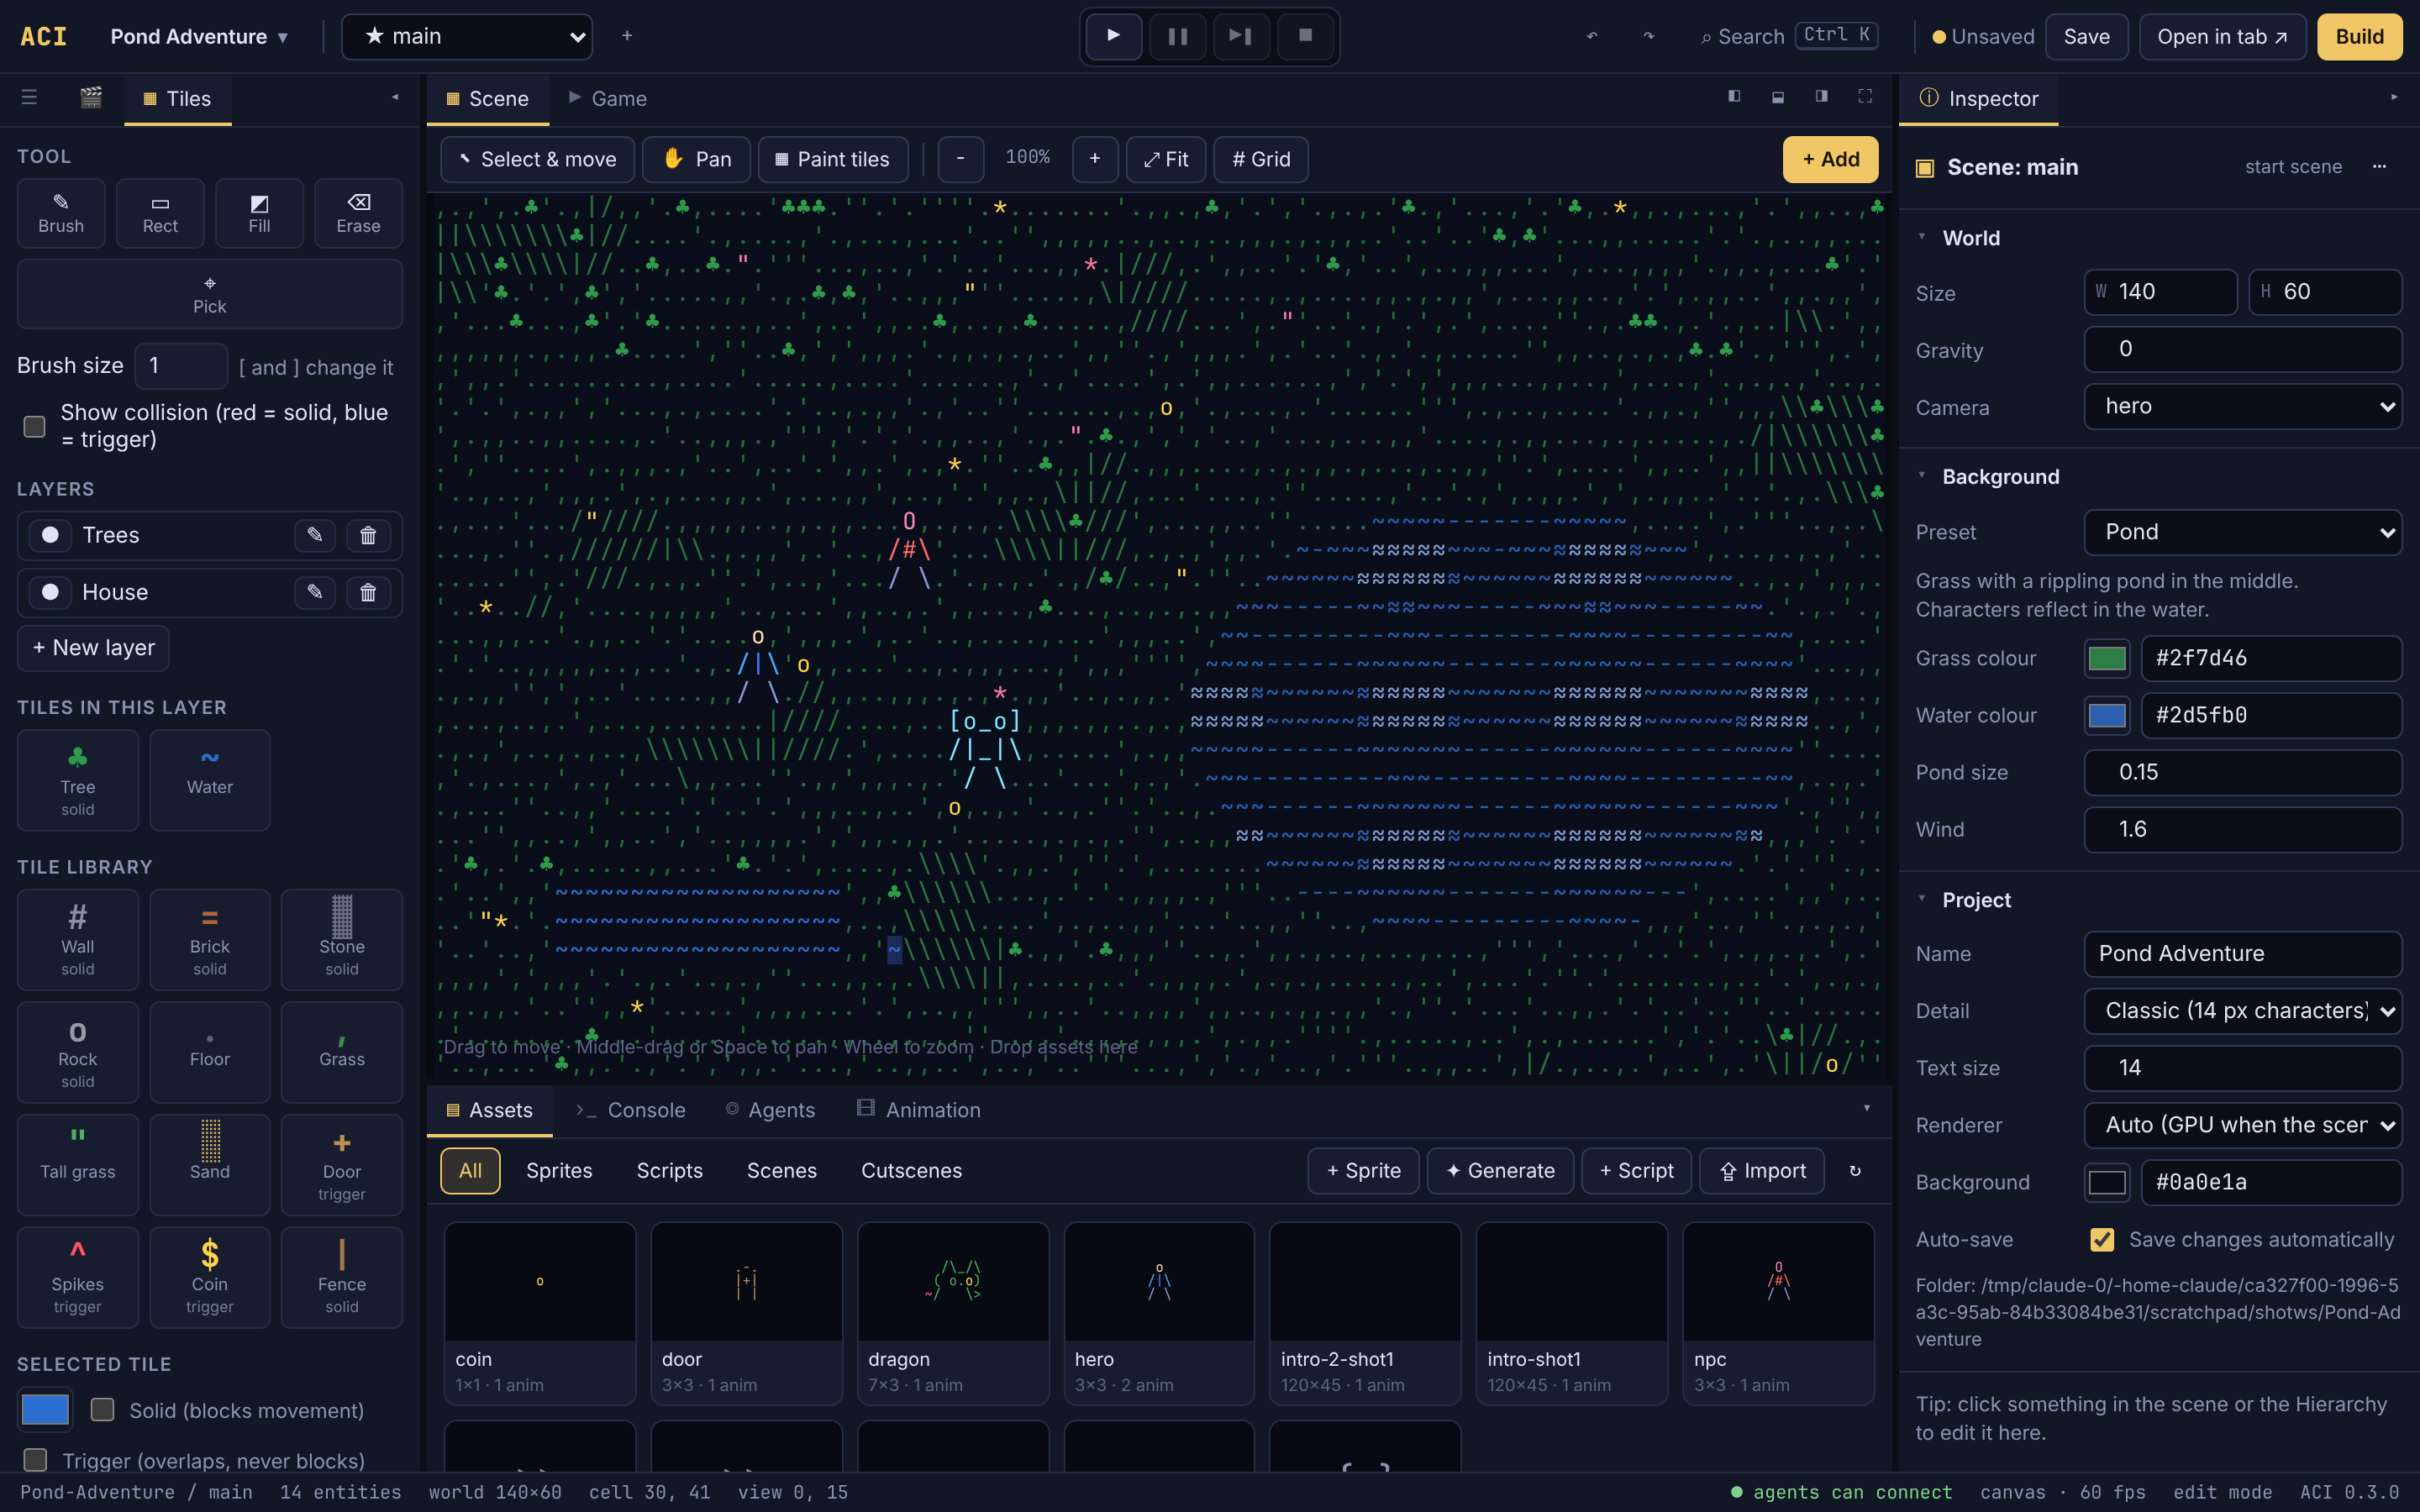 ACI Pond Adventure ▾ ★ main + Search Ctrl K Unsaved Save Open in tab ↗ Build
Tiles
TOOL
Brush Rect Fill Erase
Pick
Brush size 1 [ and ] change it
Show collision (red = solid, blue
= trigger)
LAYERS
Trees
House
+ New layer
TILES IN THIS LAYER
♣ ~
Tree Water
solid
TILE LIBRARY
# = ▒
Wall Brick Stone
solid solid solid
o . ,
Rock Floor Grass
solid
" ░ +
Tall grass Sand Door
trigger
^ $ |
Spikes Coin Fence
trigger trigger solid
SELECTED TILE
Solid (blocks movement)
Trigger (overlaps, never blocks)
Scene Game
Select & move Pan Paint tiles - 100% + Fit # Grid + Add
O
/#\
/ \
o
/|\
/ \
[o_o]
/|_|\
/ \
Drag to move · Middle-drag or Space to pan · Wheel to zoom · Drop assets here
Assets Console Agents Animation
All Sprites Scripts Scenes Cutscenes + Sprite ✦ Generate + Script Import ↻
coin door dragon hero intro-2-shot1 intro-shot1 npc
1×1 · 1 anim 3×3 · 1 anim 7×3 · 1 anim 3×3 · 2 anim 120×45 · 1 anim 120×45 · 1 anim 3×3 · 1 anim
Inspector
Scene: main start scene ···
World
Size W 140 H 60
Gravity 0
Camera hero
Background
Preset Pond
Grass with a rippling pond in the middle.
Characters reflect in the water.
Grass colour #2f7d46
Water colour #2d5fb0
Pond size 0.15
Wind 1.6
Project
Name Pond Adventure
Detail Classic (14 px characters)
Text size 14
Renderer Auto (GPU when the scer
Background #0a0e1a
Auto-save Save changes automatically
Folder: /tmp/claude-0/-home-claude/ca327f00-1996-5
a3c-95ab-84b33084be31/scratchpad/shotws/Pond-Ad
venture
Tip: click something in the scene or the Hierarchy
to edit it here.
Pond-Adventure / main 14 entities world 140×60 cell 30, 41 view 0, 15 agents can connect canvas · 60 fps edit mode ACI 0.3.0